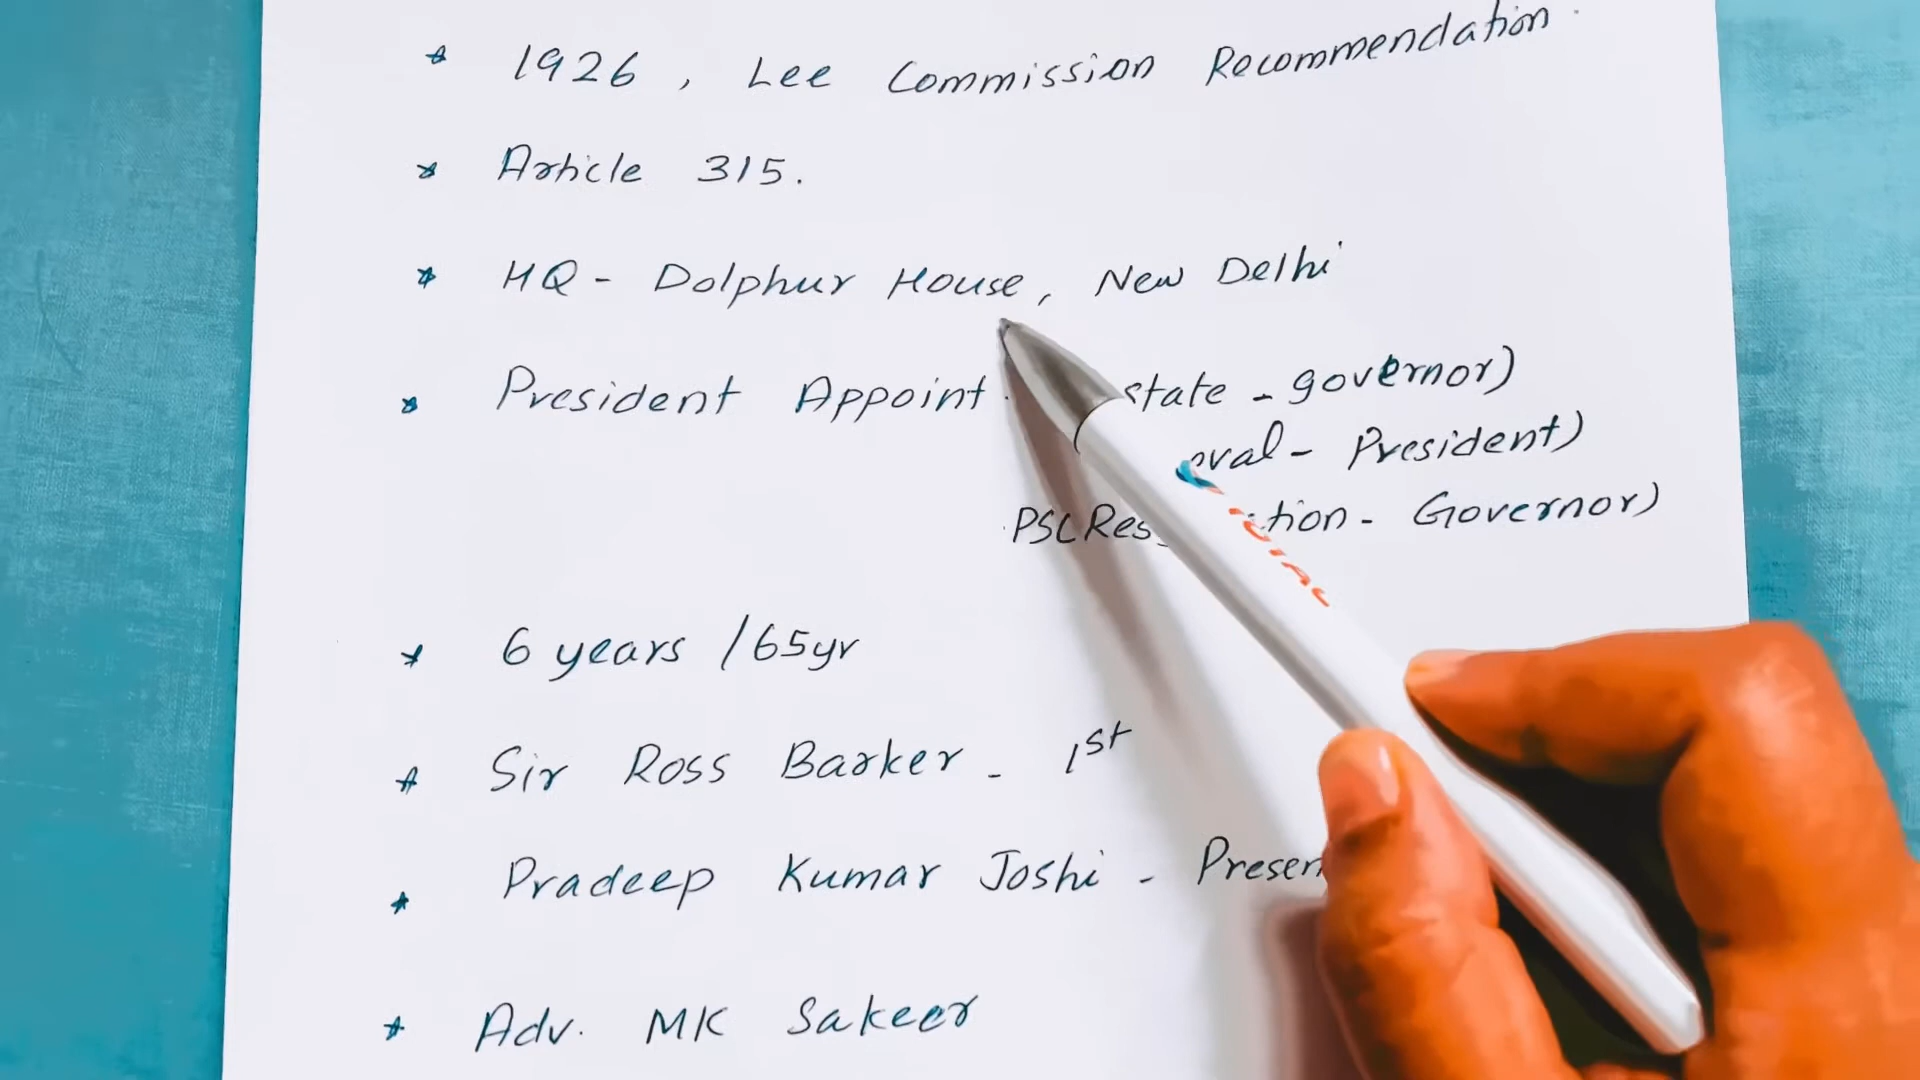 * 1926, Lee Commission Recommendation.
* Article 315.
* HQ - Dolphur House, New Delhi
* President Appoint state - governor)
oval - President)
PSC Res tion - Governor)
* 6 years / 65yr
* Sir Ross Barker - 1st
* Pradeep Kumar Joshi - Presen
* Adv. MK Sakeer